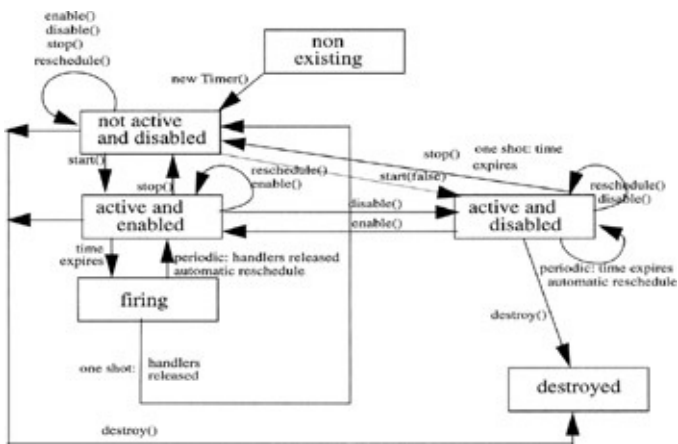 enable()
disable()
stop()
reschedule()
non
existing
new Timer()
not active
and disabled
stop()
one shot: time
expires
start()
stop()
reschedule()
enable()
start(false)
reschedule()
disable()
active and
enabled
disable()
enable()
active and
disabled
time
expires
periodic: handlers released
automatic reschedule
periodic: time expires
automatic reschedule
firing
destroy()
one shot:
handlers
released
destroyed
destroy()